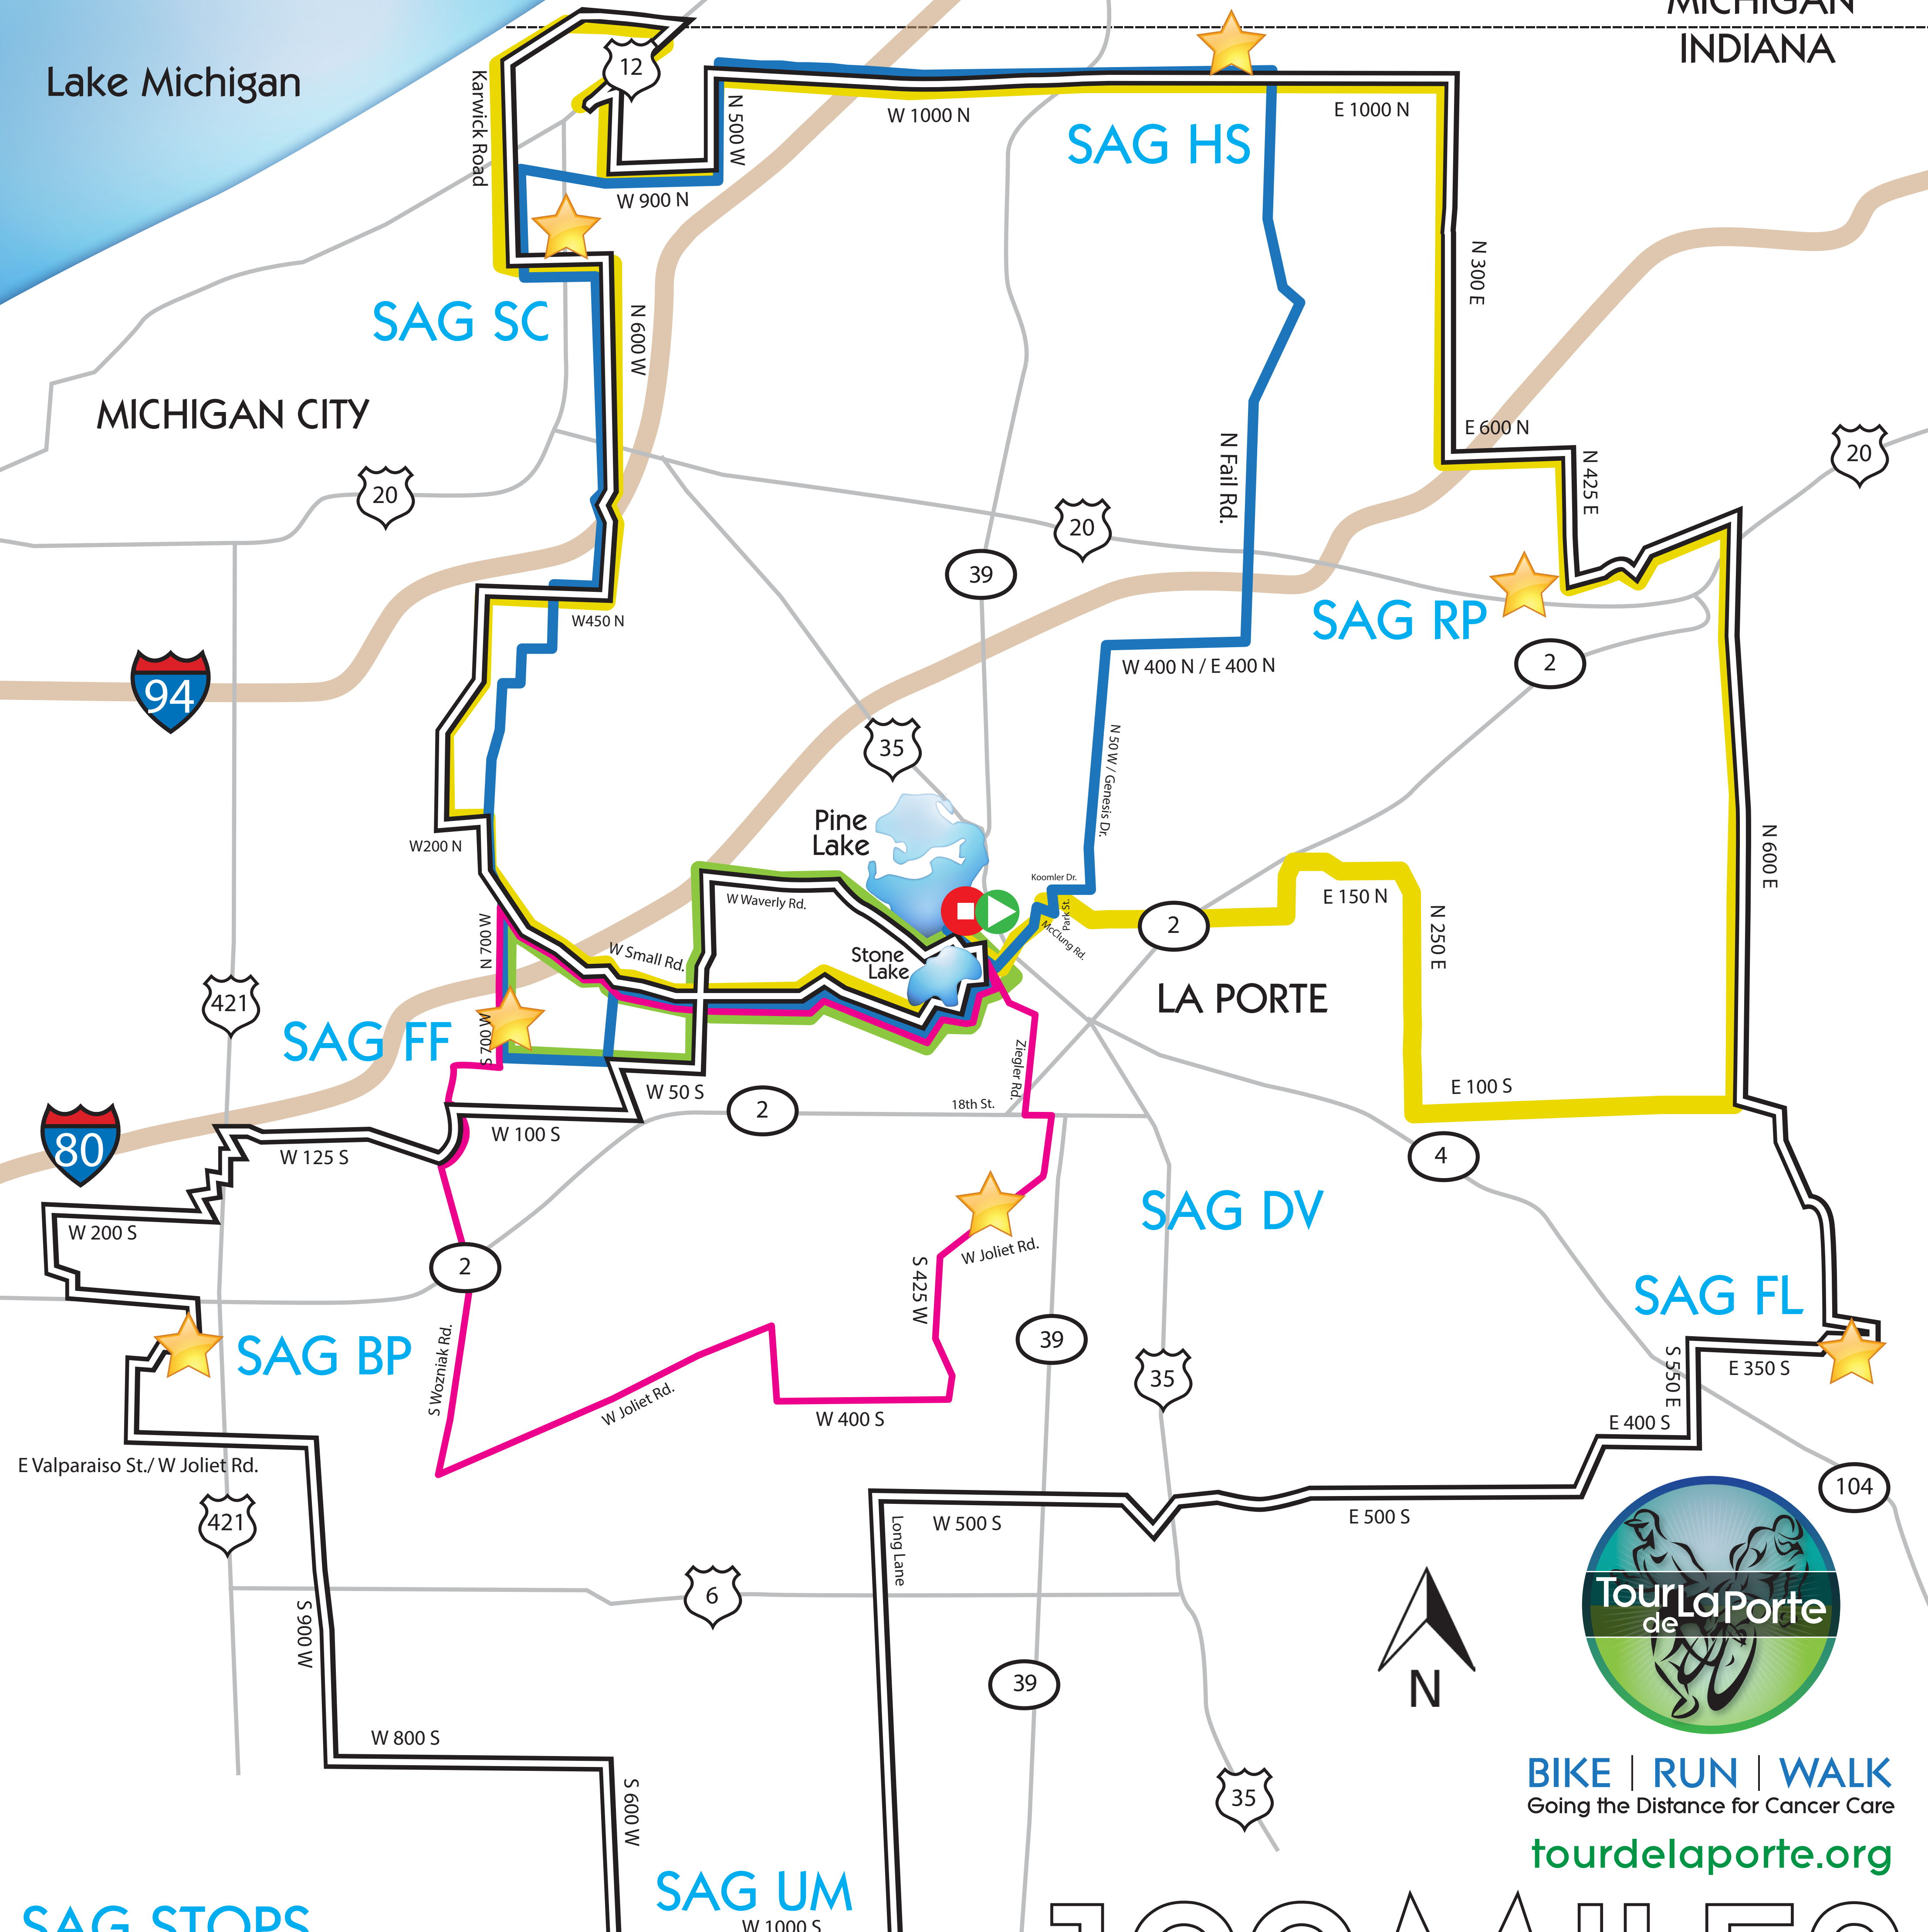 MICHIGAN
INDIANA
Lake Michigan
12
Karwick Road
N 500 W
W 1000 N
E 1000 N
SAG HS
W 900 N
N 300 E
SAG SC
N 600 W
MICHIGAN CITY
E 600 N
N 425 E
N Fail Rd.
20
20
20
39
SAG RP
W450 N
W 400 N / E 400 N
2
94
N 50 W / Genesis Dr.
35
Pine
Lake
W200 N
N 600 E
Koomler Dr.
Park St.
McClung Rd.
W Waverly Rd.
E 150 N
2
N 250 E
W 700 N
W Small Rd.
Stone
Lake
LA PORTE
421
SAG FF
W 700 S
Ziegler Rd.
W 50 S
E 100 S
18th St.
2
80
W 100 S
W 125 S
4
W 200 S
SAG DV
W Joliet Rd.
2
S 425 W
SAG FL
SAG BP
39
35
S Wozniak Rd.
W Joliet Rd.
W 400 S
S 550 E
E 350 S
E 400 S
E Valparaiso St./ W Joliet Rd.
104
421
W 500 S
E 500 S
Long Lane
6
Tour de LaPorte
S 900 W
39
N
W 800 S
BIKE | RUN | WALK
Going the Distance for Cancer Care
S 600 W
35
tourdelaporte.org
SAG UM
W 1000 S
SAG STOPS
100 MILES